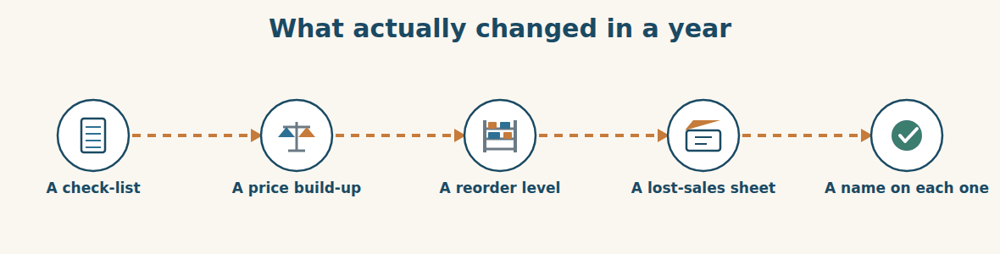 What actually changed in a year
A check-list
A price build-up
A reorder level
A lost-sales sheet
A name on each one